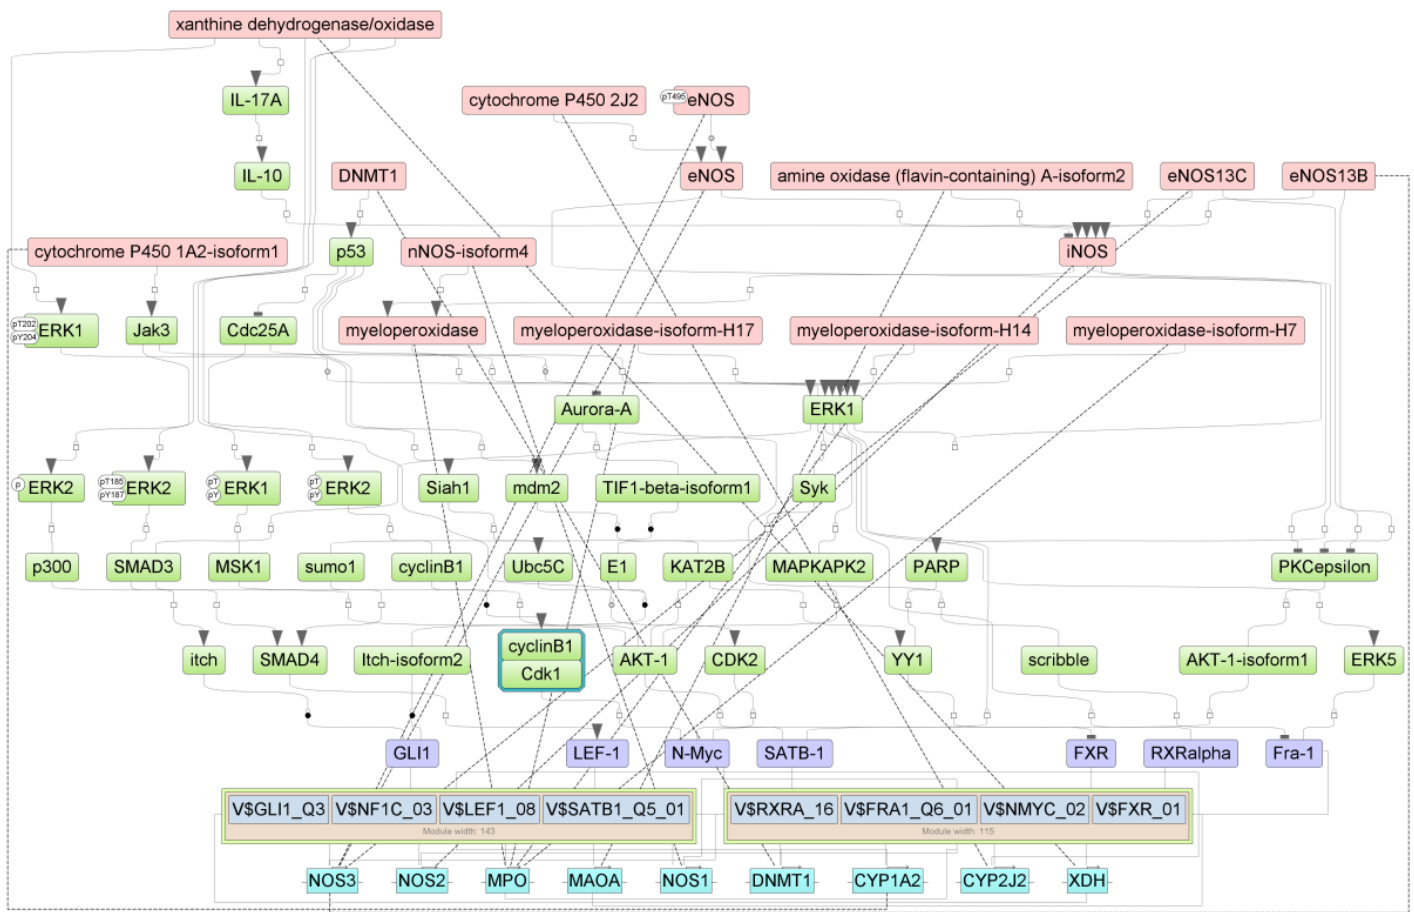 xanthine dehydrogenase/oxidase
IL-17A
cytochrome P450 2J2
pT495
eNOS
IL-10
DNMT1
eNOS
amine oxidase (flavin-containing) A-isoform2
eNOS13C
eNOS13B
cytochrome P450 1A2-isoform1
p53
nNOS-isoform4
iNOS
pT202
pY204
ERK1
Jak3
Cdc25A
myeloperoxidase
myeloperoxidase-isoform-H17
myeloperoxidase-isoform-H14
myeloperoxidase-isoform-H7
Aurora-A
ERK1
p
ERK2
pT185
pY187
ERK2
pT
pY
ERK1
pT
pY
ERK2
Siah1
mdm2
TIF1-beta-isoform1
Syk
p300
SMAD3
MSK1
sumo1
cyclinB1
Ubc5C
E1
KAT2B
MAPKAPK2
PARP
PKCepsilon
itch
SMAD4
Itch-isoform2
cyclinB1
Cdk1
AKT-1
CDK2
YY1
scribble
AKT-1-isoform1
ERK5
GLI1
LEF-1
N-Myc
SATB-1
FXR
RXRalpha
Fra-1
V$GLI1_Q3
V$NF1C_03
V$LEF1_08
V$SATB1_Q5_01
Module width: 143
V$RXRA_16
V$FRA1_Q6_01
V$NMYC_02
V$FXR_01
Module width: 115
NOS3
NOS2
MPO
MAOA
NOS1
DNMT1
CYP1A2
CYP2J2
XDH